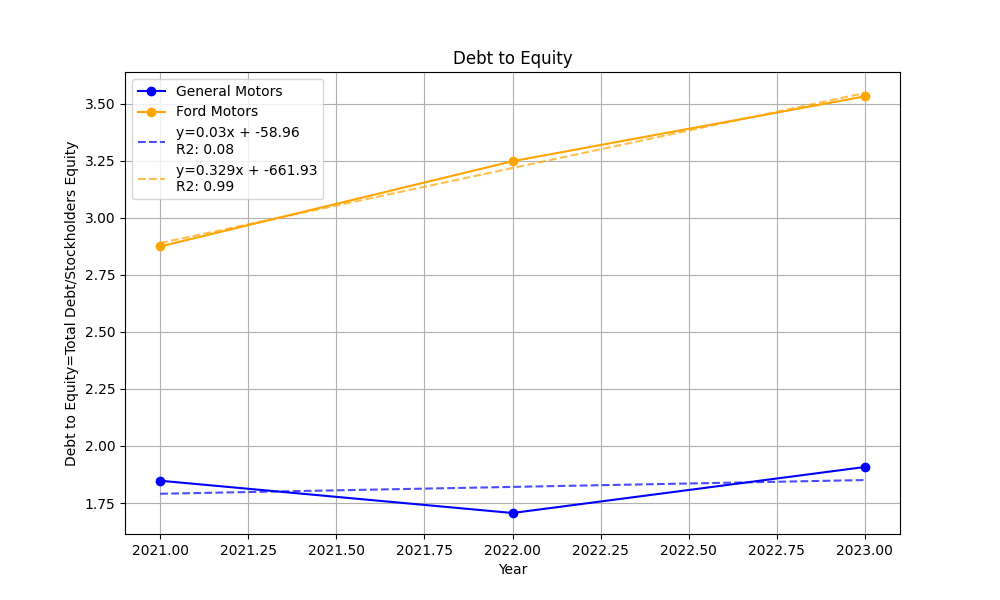 Debt to Equity
General Motors
Ford Motors
y=0.03x + -58.96
R2: 0.08
y=0.329x + -661.93
R2: 0.99
Debt to Equity=Total Debt/Stockholders Equity
3.50
3.25
3.00
2.75
2.50
2.25
2.00
1.75
2021.00 2021.25 2021.50 2021.75 2022.00 2022.25 2022.50 2022.75 2023.00
Year